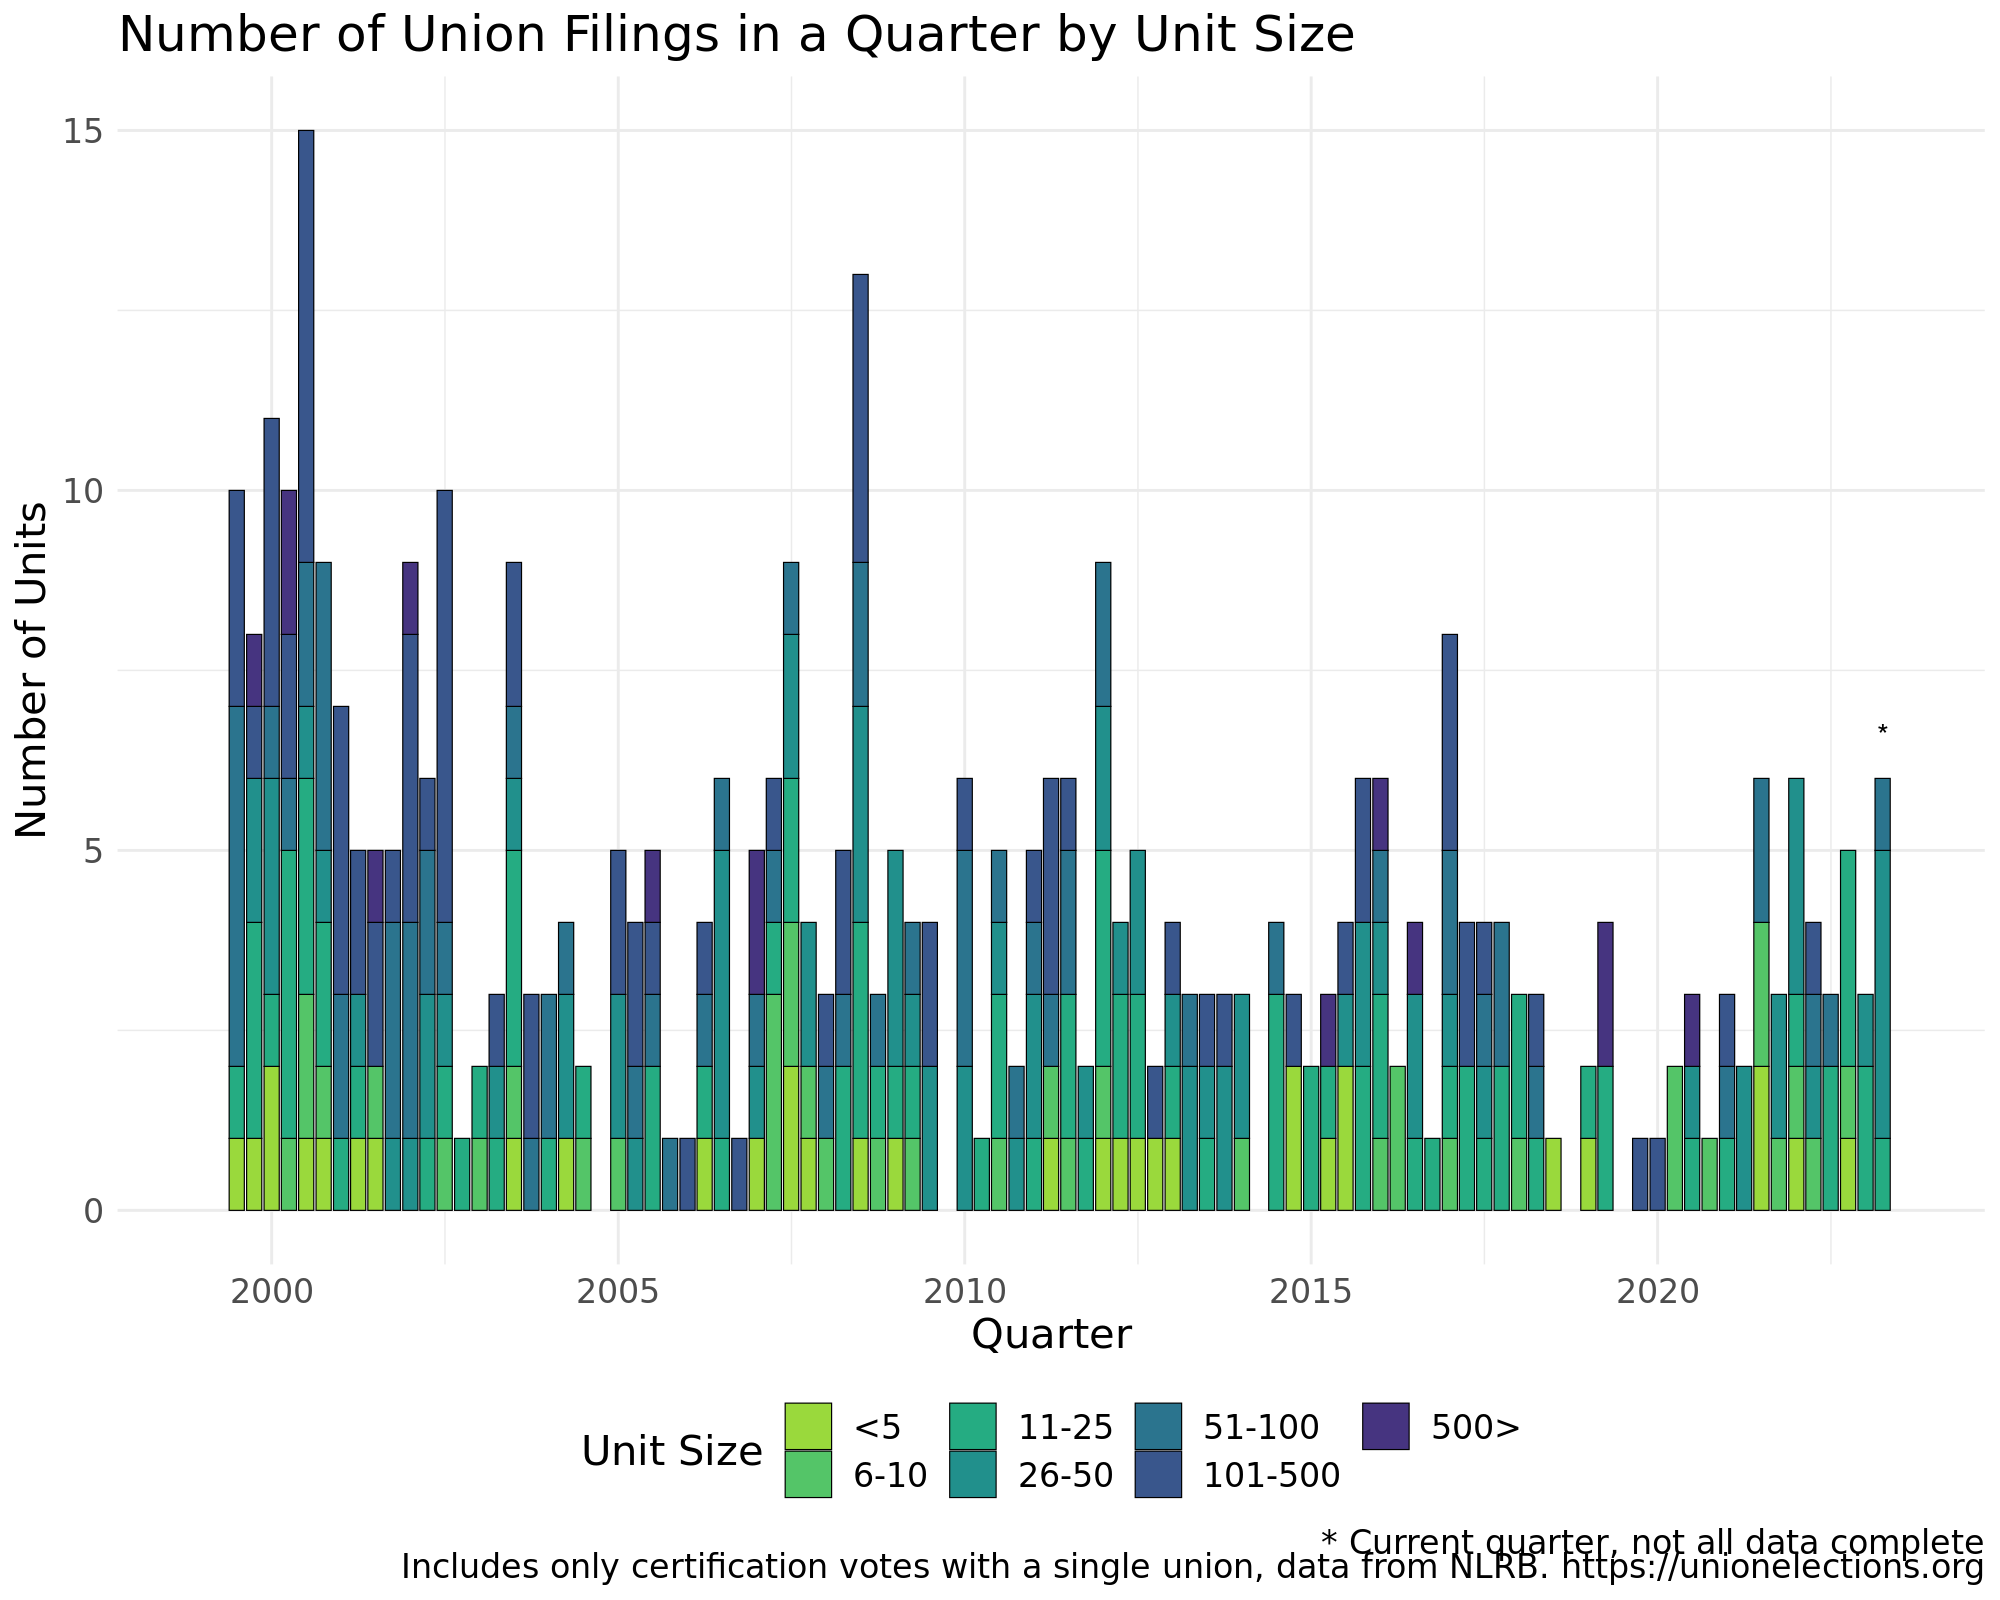 Number of Union Filings in a Quarter by Unit Size
Number of Units
15
10
5
0
2000 2005 2010 2015 2020
*
Quarter
Unit Size
<5 11-25 51-100 500>
6-10 26-50 101-500
* Current quarter, not all data complete
Includes only certification votes with a single union, data from NLRB. https://unionelections.org